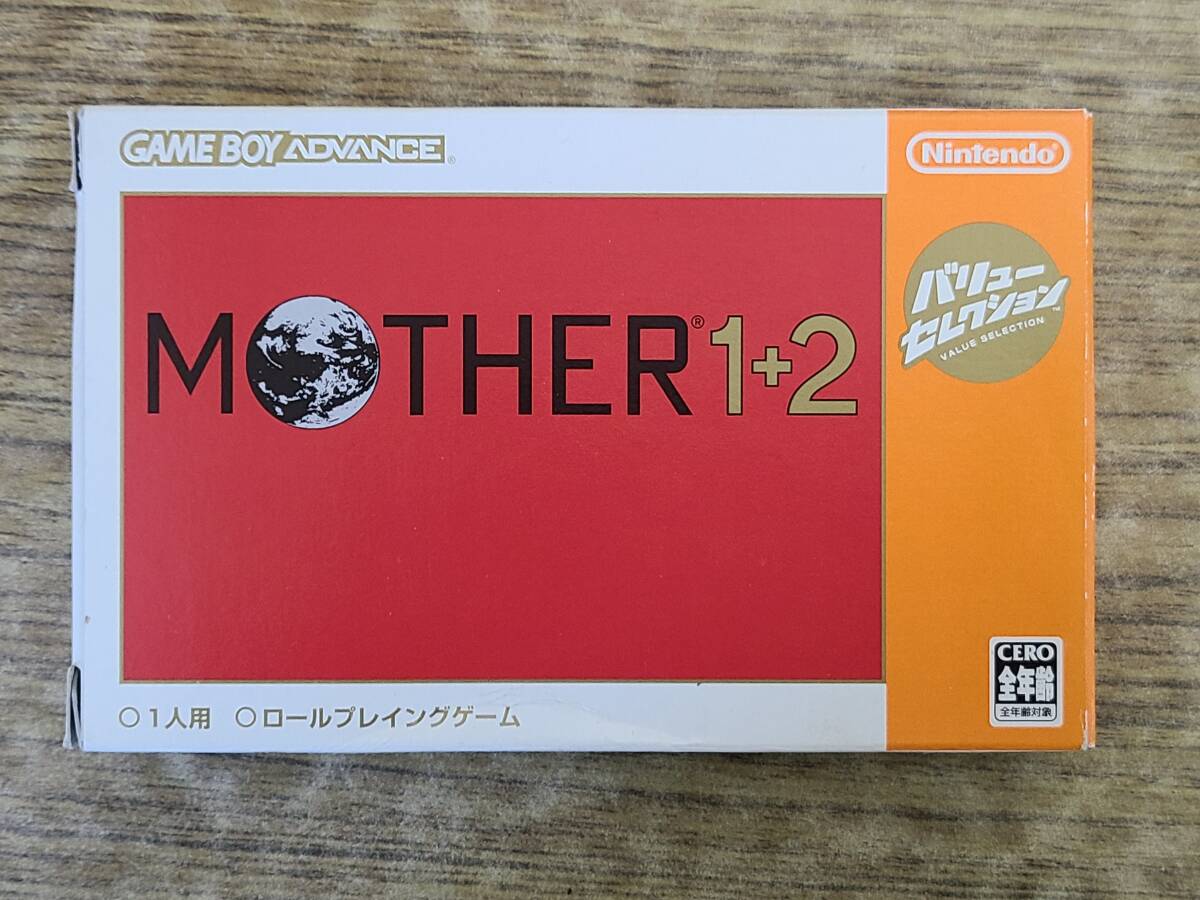 GAME BOY ADVANCE®
Nintendo®
MOTHER® 1+2
バリュー
セレクション™
VALUE SELECTION
CERO
全年齢
全年齢対象
○1人用 ○ロールプレイングゲーム